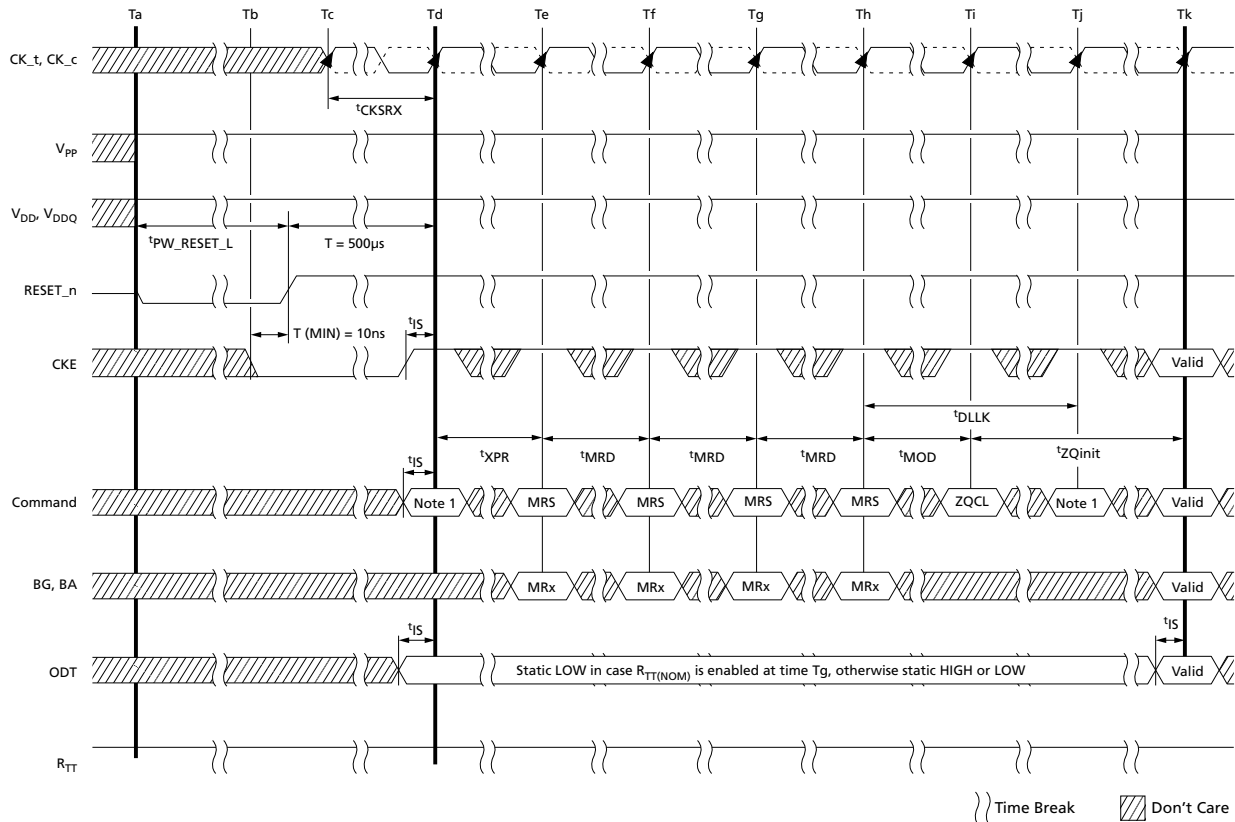 Ta Tb Tc Td Te Tf Tg Th Ti Tj Tk
CK_t, CK_c
tCKSRX
VPP
VDD, VDDQ
tPW_RESET_L T = 500μs
RESET_n
T (MIN) = 10ns tIS
CKE Valid
tDLLK
tXPR tMRD tMRD tMRD tMOD tZQinit
tIS
Command Note 1 MRS MRS MRS MRS ZQCL Note 1 Valid
BG, BA MRx MRx MRx MRx Valid
tIS tIS
ODT Static LOW in case RTT(NOM) is enabled at time Tg, otherwise static HIGH or LOW Valid
RTT
Time Break Don't Care